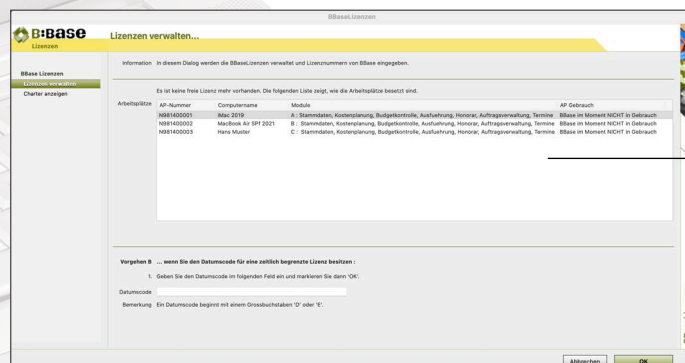 BBaseLizenzen
B:Base
Lizenzen
Lizenzen verwalten...
BBase Lizenzen
Lizenzen verwalten
Charter anzeigen
Information In diesem Dialog werden die BBaseLizenzen verwaltet und Lizenznummern von BBase eingegeben.
Es ist keine freie Lizenz mehr vorhanden. Die folgenden Liste zeigt, wie die Arbeitsplätze besetzt sind.
Arbeitsplätze
AP-Nummer Computername Module AP Gebrauch
N981400001 iMac 2019 A : Stammdaten, Kostenplanung, Budgetkontrolle, Ausfuehrung, Honorar, Auftragsverwaltung, Termine BBase im Moment NICHT in Gebrauch
N981400002 MacBook Air SPf 2021 B : Stammdaten, Kostenplanung, Budgetkontrolle, Ausfuehrung, Honorar, Auftragsverwaltung, Termine BBase im Moment NICHT in Gebrauch
N981400003 Hans Muster C : Stammdaten, Kostenplanung, Budgetkontrolle, Ausfuehrung, Honorar, Auftragsverwaltung, Termine BBase im Moment NICHT in Gebrauch
Vorgehen B ... wenn Sie den Datumscode für eine zeitlich begrenzte Lizenz besitzen :
1. Geben Sie den Datumscode im folgenden Feld ein und markieren Sie dann 'OK'.
Datumscode
Bemerkung Ein Datumscode beginnt mit einem Grossbuchstaben 'D' oder 'E'.
Abbrechen OK